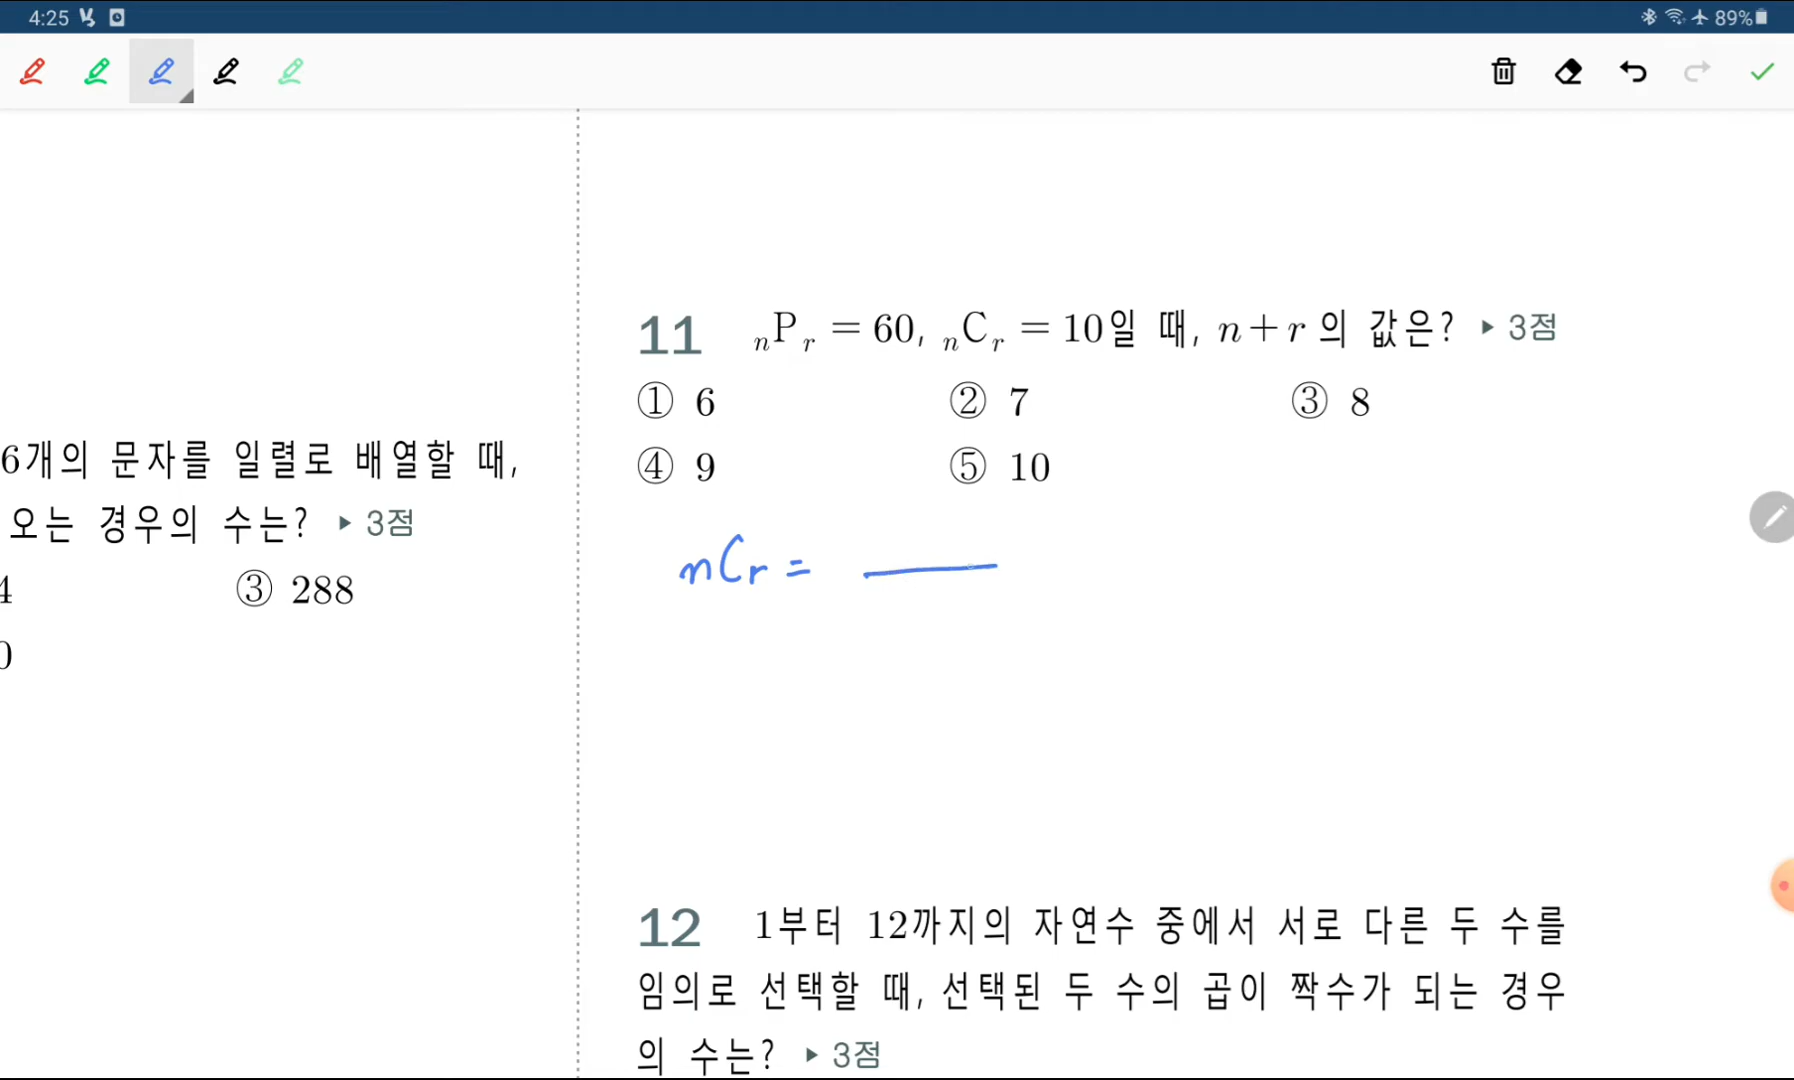 4:25
89%
6개의 문자를 일렬로 배열할 때,
오는 경우의 수는? ▸ 3점
4 ③ 288
0
11 nPr = 60, nCr = 10일 때, n+r의 값은? ▸ 3점
① 6 ② 7 ③ 8
④ 9 ⑤ 10
nCr =
12 1부터 12까지의 자연수 중에서 서로 다른 두 수를
임의로 선택할 때, 선택된 두 수의 곱이 짝수가 되는 경우
의 수는? ▸ 3점